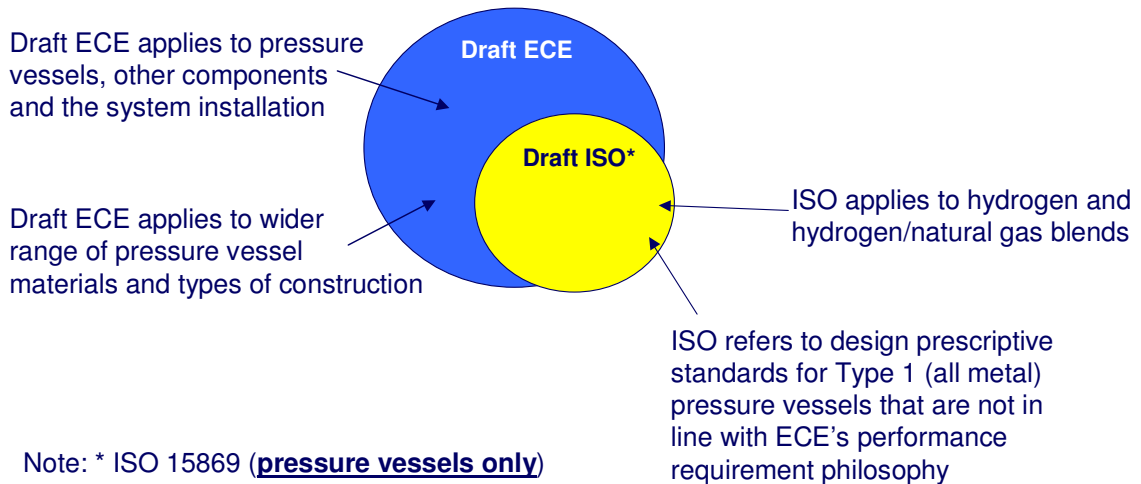 Draft ECE applies to pressure
vessels, other components
and the system installation
Draft ECE
Draft ISO*
Draft ECE applies to wider
range of pressure vessel
materials and types of construction
ISO applies to hydrogen and
hydrogen/natural gas blends
ISO refers to design prescriptive
standards for Type 1 (all metal)
pressure vessels that are not in
line with ECE's performance
requirement philosophy
Note: * ISO 15869 (pressure vessels only)